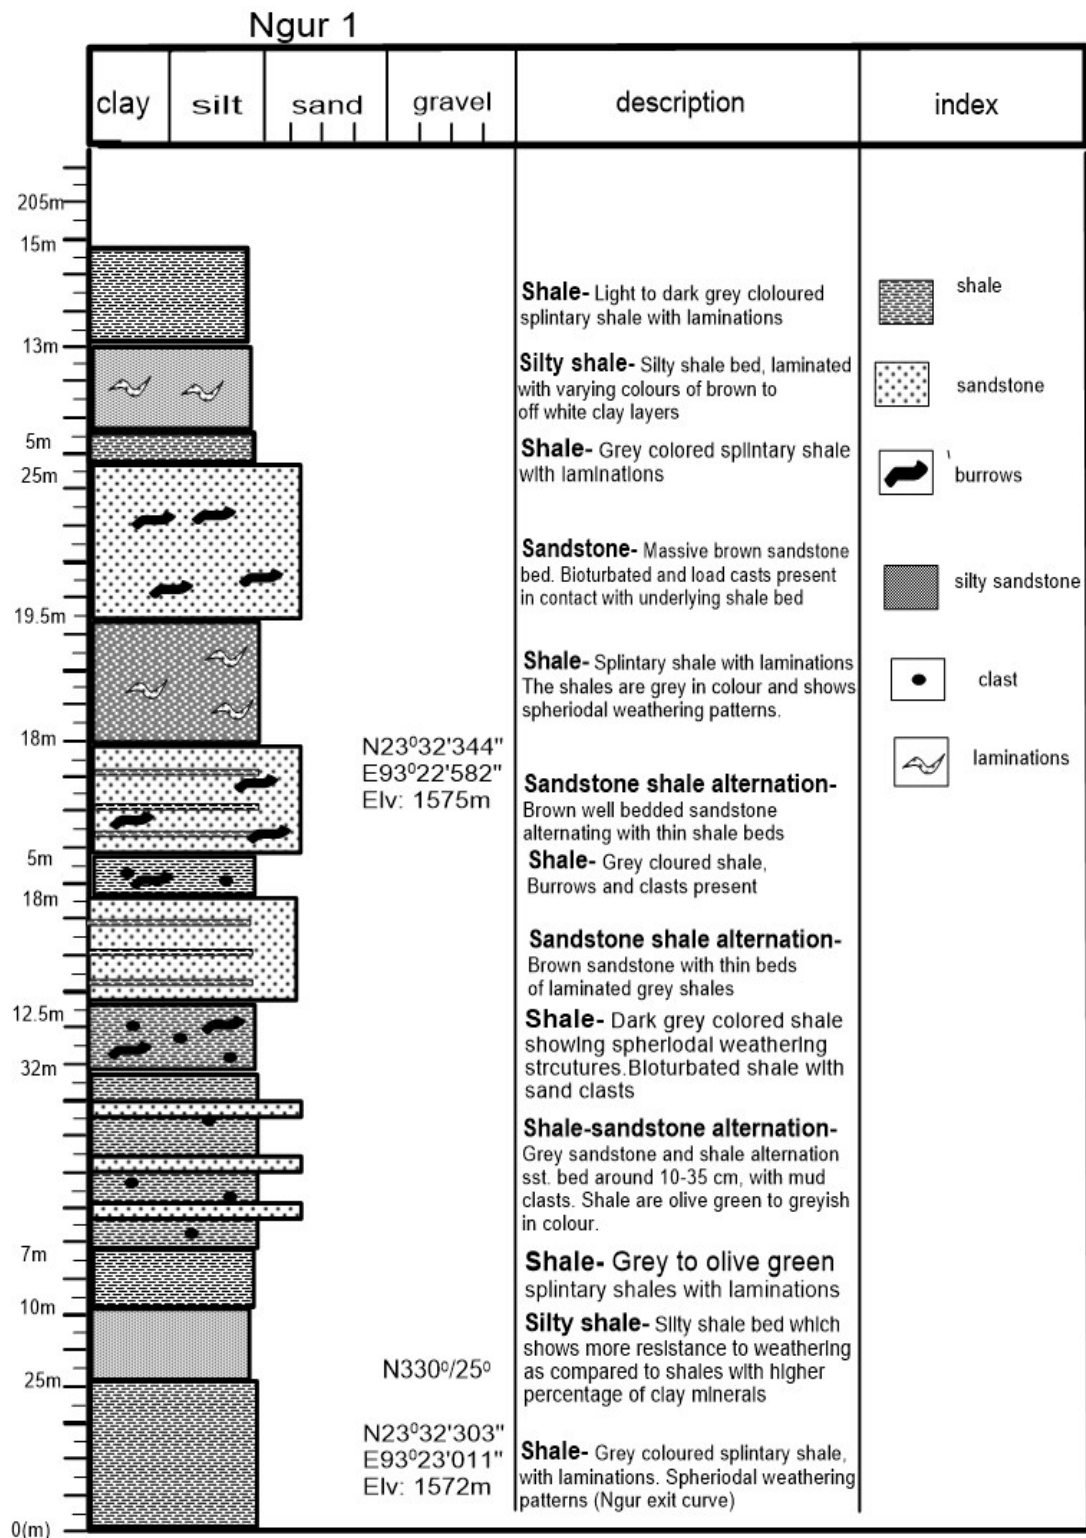 Ngur 1
clay silt sand gravel description index
205m
15m
13m
5m
25m
19.5m
18m
5m
18m
12.5m
32m
7m
10m
25m
0(m)
N23⁰32'344"
E93⁰22'582"
Elv: 1575m
N330⁰/25⁰
N23⁰32'303"
E93⁰23'011"
Elv: 1572m
Shale- Light to dark grey cloloured
splintary shale with laminations
Silty shale- Silty shale bed, laminated
with varying colours of brown to
off white clay layers
Shale- Grey colored splintary shale
with laminations
Sandstone- Massive brown sandstone
bed. Bioturbated and load casts present
in contact with underlying shale bed
Shale- Splintary shale with laminations
The shales are grey in colour and shows
spheriodal weathering patterns.
Sandstone shale alternation-
Brown well bedded sandstone
alternating with thin shale beds
Shale- Grey cloured shale,
Burrows and clasts present
Sandstone shale alternation-
Brown sandstone with thin beds
of laminated grey shales
Shale- Dark grey colored shale
showing spheriodal weathering
strcutures.Bioturbated shale with
sand clasts
Shale-sandstone alternation-
Grey sandstone and shale alternation
sst. bed around 10-35 cm, with mud
clasts. Shale are olive green to greyish
in colour.
Shale- Grey to olive green
splintary shales with laminations
Silty shale- Silty shale bed which
shows more resistance to weathering
as compared to shales with higher
percentage of clay minerals
Shale- Grey coloured splintary shale,
with laminations. Spheriodal weathering
patterns (Ngur exit curve)
shale
sandstone
burrows
silty sandstone
clast
laminations